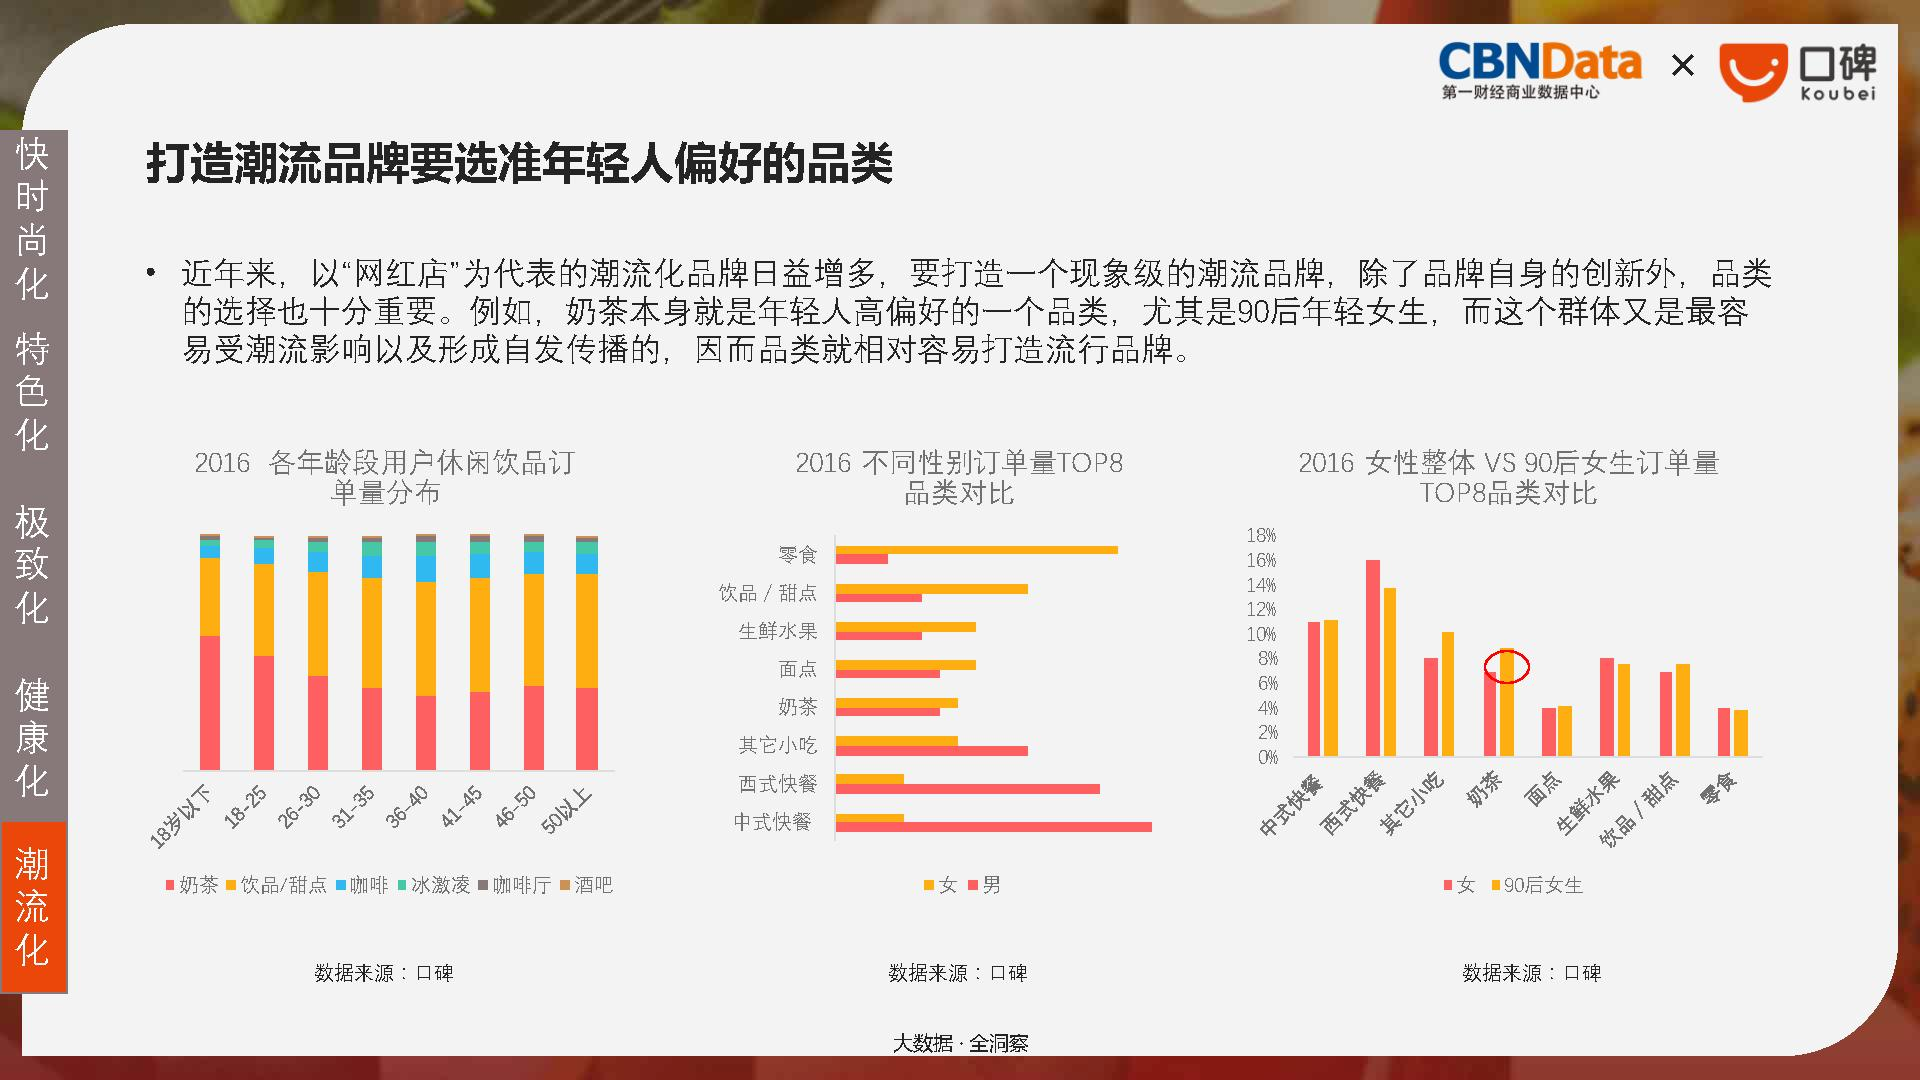 CBNData
第一财经商业数据中心
×
口碑
Koubei
快时尚化
特色化
极致化
健康化
潮流化
打造潮流品牌要选准年轻人偏好的品类
• 近年来，以“网红店”为代表的潮流化品牌日益增多，要打造一个现象级的潮流品牌，除了品牌自身的创新外，品类
的选择也十分重要。例如，奶茶本身就是年轻人高偏好的一个品类，尤其是90后年轻女生，而这个群体又是最容
易受潮流影响以及形成自发传播的，因而品类就相对容易打造流行品牌。
2016 各年龄段用户休闲饮品订
单量分布
18岁以下
18-25
26-30
31-35
36-40
41-45
46-50
50以上
奶茶 饮品/甜点 咖啡 冰激凌 咖啡厅 酒吧
数据来源：口碑
2016 不同性别订单量TOP8
品类对比
零食
饮品 / 甜点
生鲜水果
面点
奶茶
其它小吃
西式快餐
中式快餐
女 男
数据来源：口碑
2016 女性整体 VS 90后女生订单量
TOP8品类对比
18%
16%
14%
12%
10%
8%
6%
4%
2%
0%
中式快餐
西式快餐
其它小吃
奶茶
面点
生鲜水果
饮品 / 甜点
零食
女 90后女生
数据来源：口碑
大数据 · 全洞察